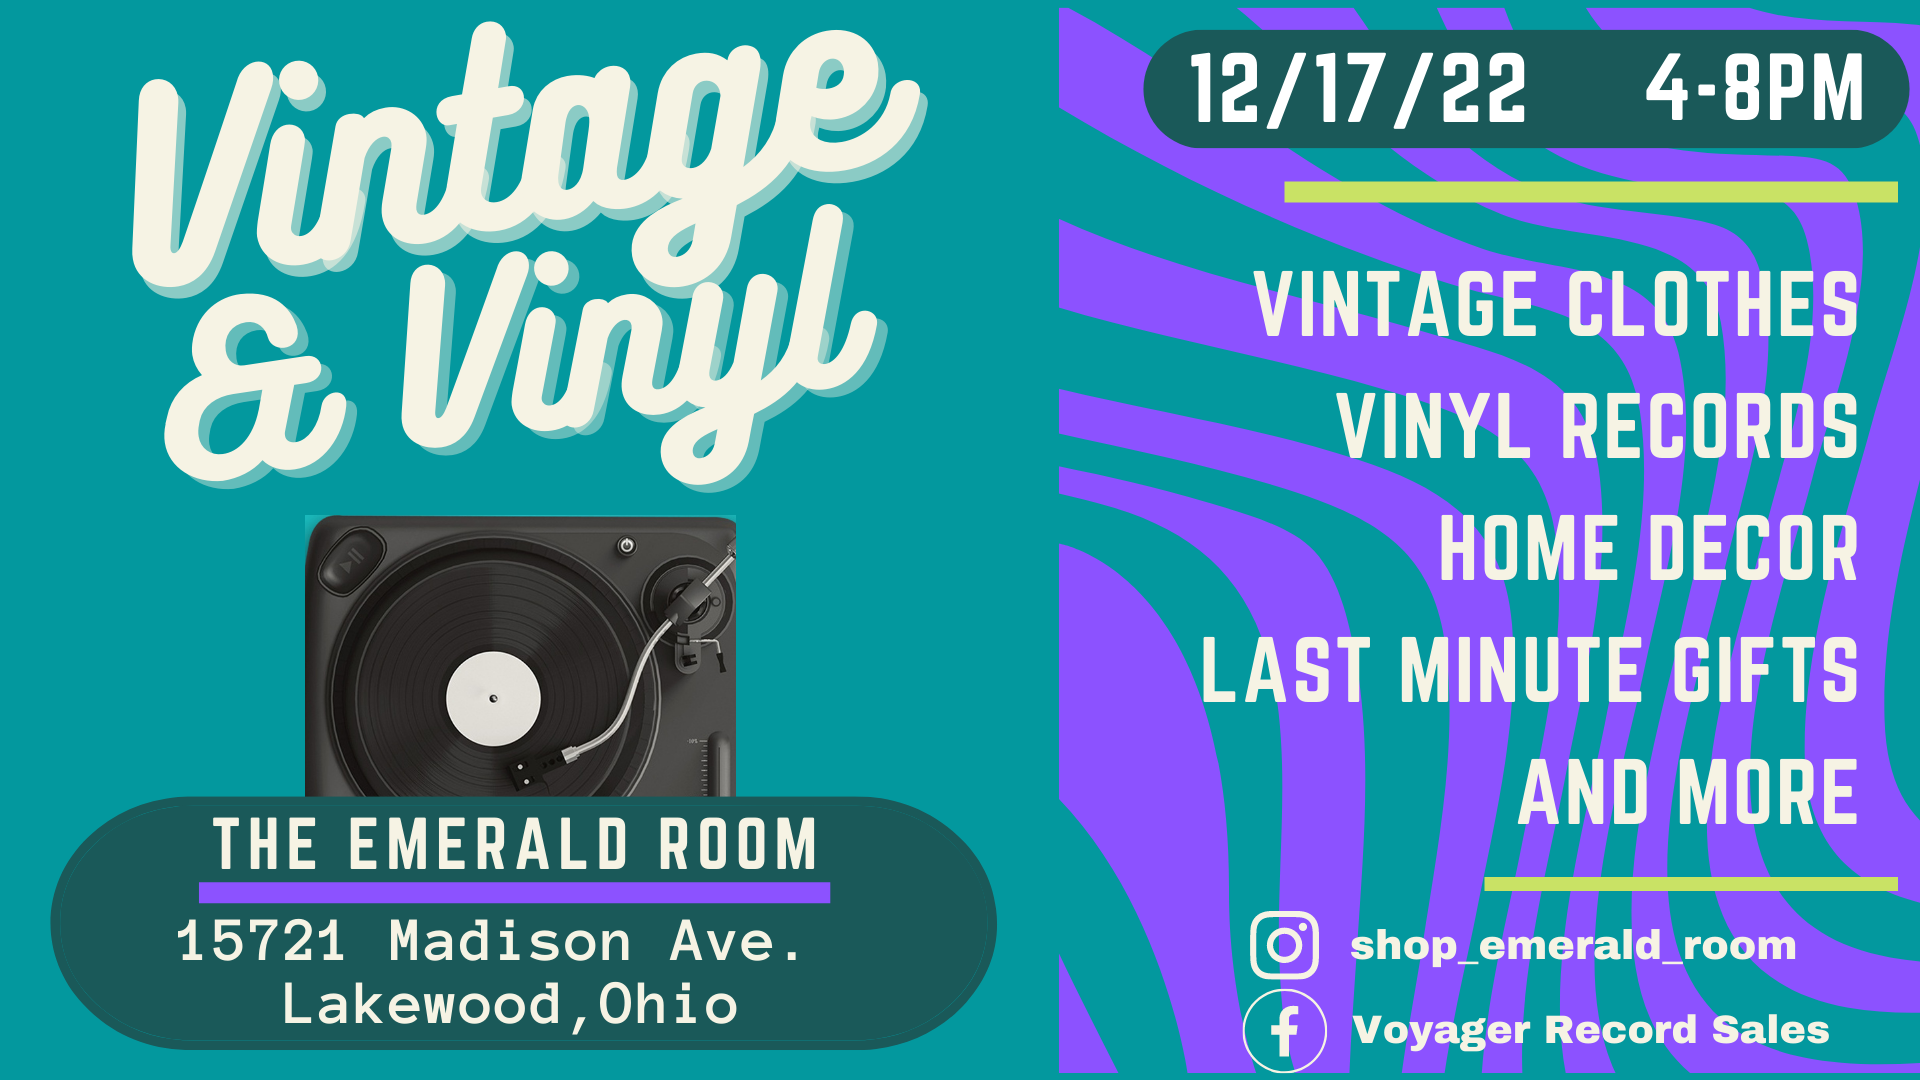 Vintage
& Vinyl
THE EMERALD ROOM
15721 Madison Ave.
Lakewood,Ohio
12/17/22 4-8PM
VINTAGE CLOTHES
VINYL RECORDS
HOME DECOR
LAST MINUTE GIFTS
AND MORE
shop_emerald_room
Voyager Record Sales